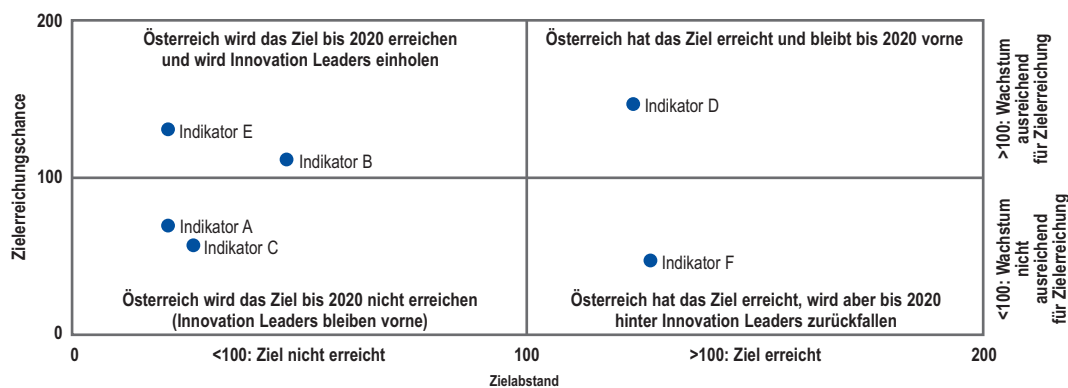 200
Österreich wird das Ziel bis 2020 erreichen
und wird Innovation Leaders einholen
Österreich hat das Ziel erreicht und bleibt bis 2020 vorne
Indikator D
Indikator E
Indikator B
>100: Wachstum
ausreichend
für Zielerreichung
Zielerreichungschance
100
Indikator A
Indikator C
Indikator F
Österreich wird das Ziel bis 2020 nicht erreichen
(Innovation Leaders bleiben vorne)
Österreich hat das Ziel erreicht, wird aber bis 2020
hinter Innovation Leaders zurückfallen
<100: Wachstum
nicht
ausreichend
für Zielerreichung
0
0
<100: Ziel nicht erreicht
100
>100: Ziel erreicht
200
Zielabstand